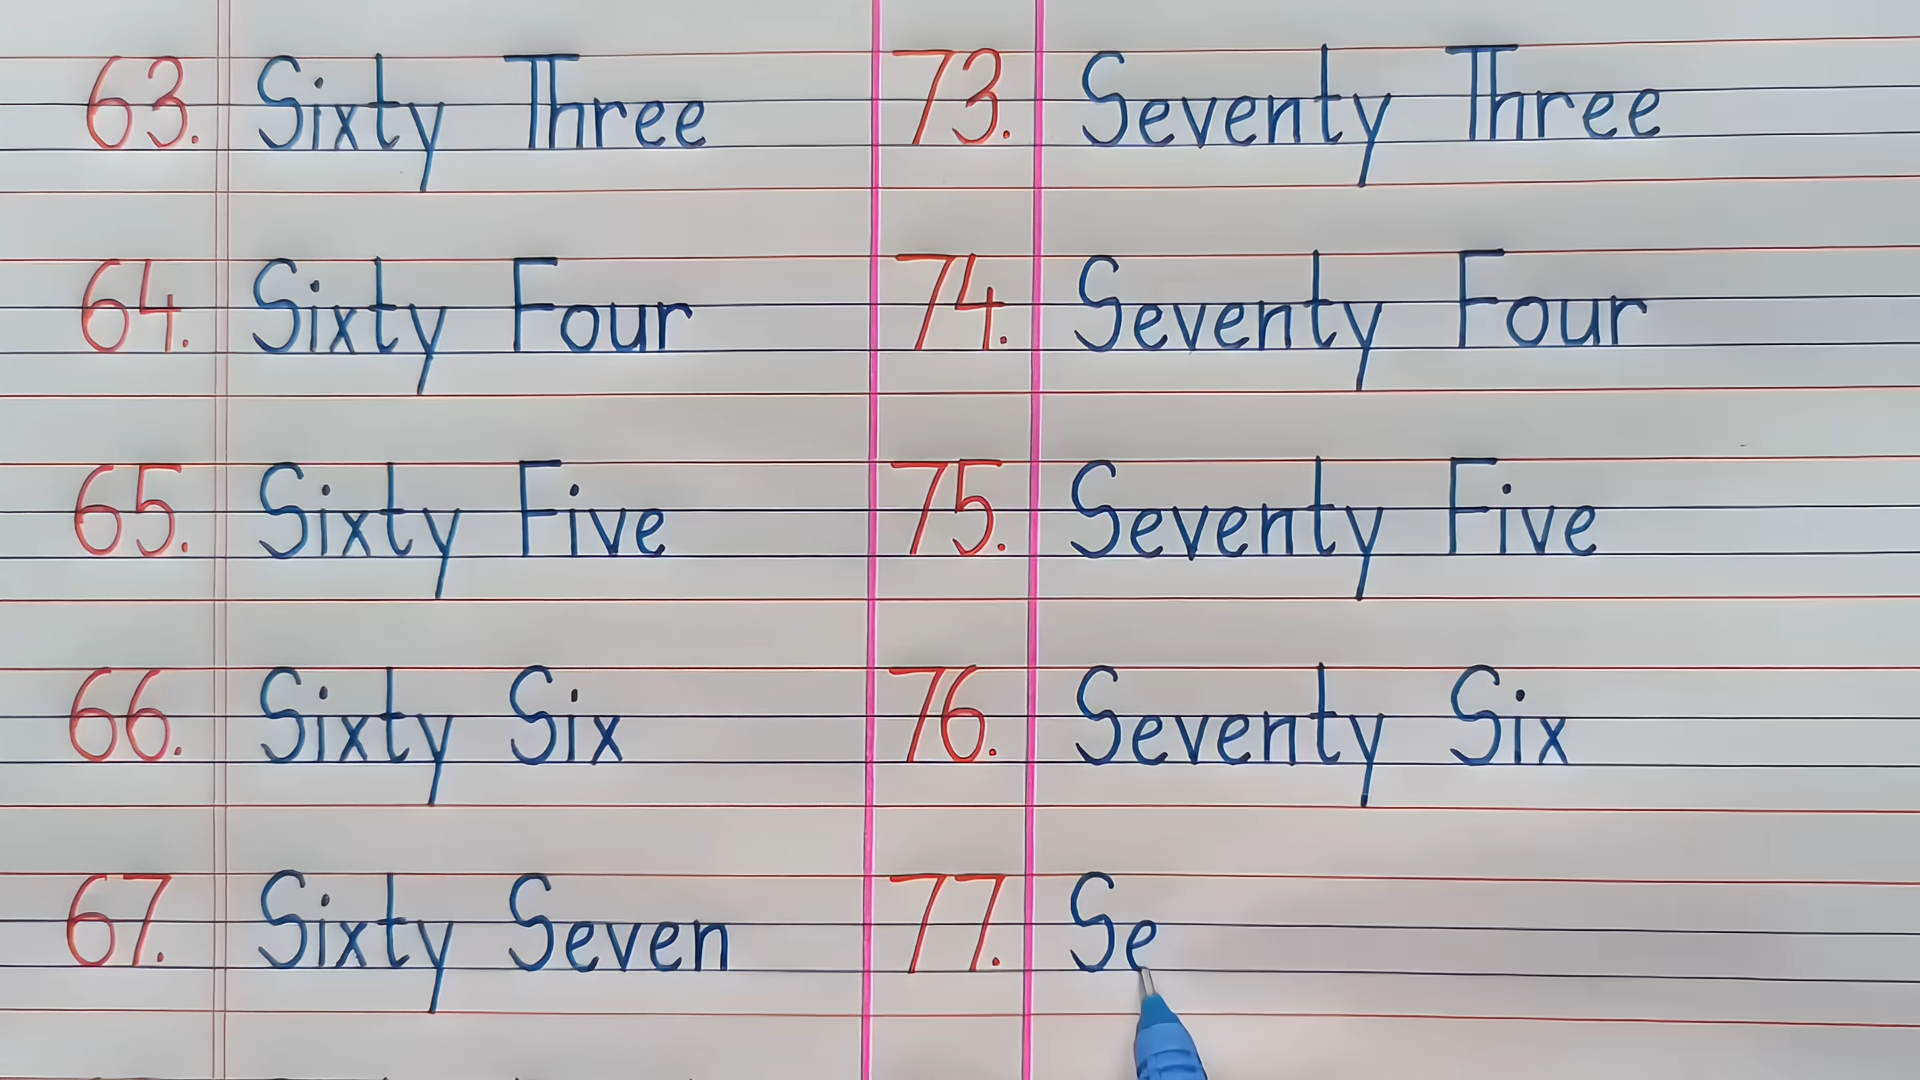 63. Sixty Three
64. Sixty Four
65. Sixty Five
66. Sixty Six
67. Sixty Seven
73. Seventy Three
74. Seventy Four
75. Seventy Five
76. Seventy Six
77. Se